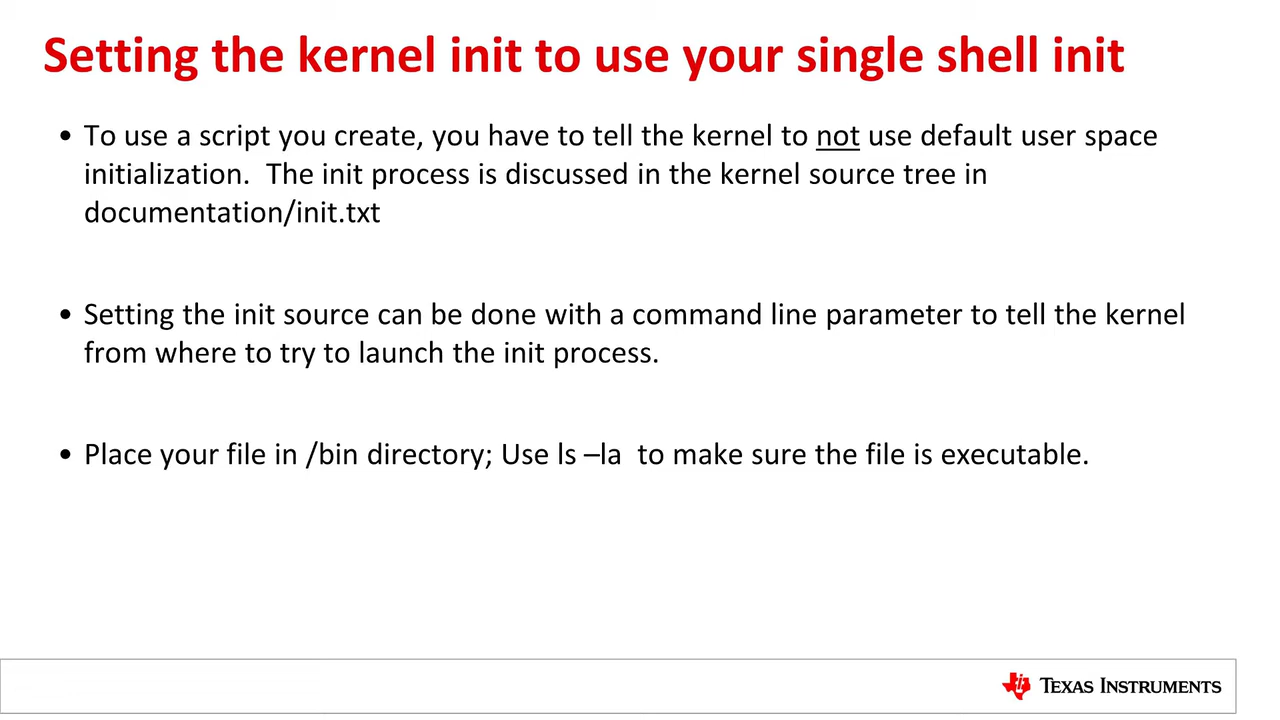 Setting the kernel init to use your single shell init
• To use a script you create, you have to tell the kernel to not use default user space
initialization.  The init process is discussed in the kernel source tree in
documentation/init.txt
• Setting the init source can be done with a command line parameter to tell the kernel
from where to try to launch the init process.
• Place your file in /bin directory; Use ls –la  to make sure the file is executable.
TEXAS INSTRUMENTS